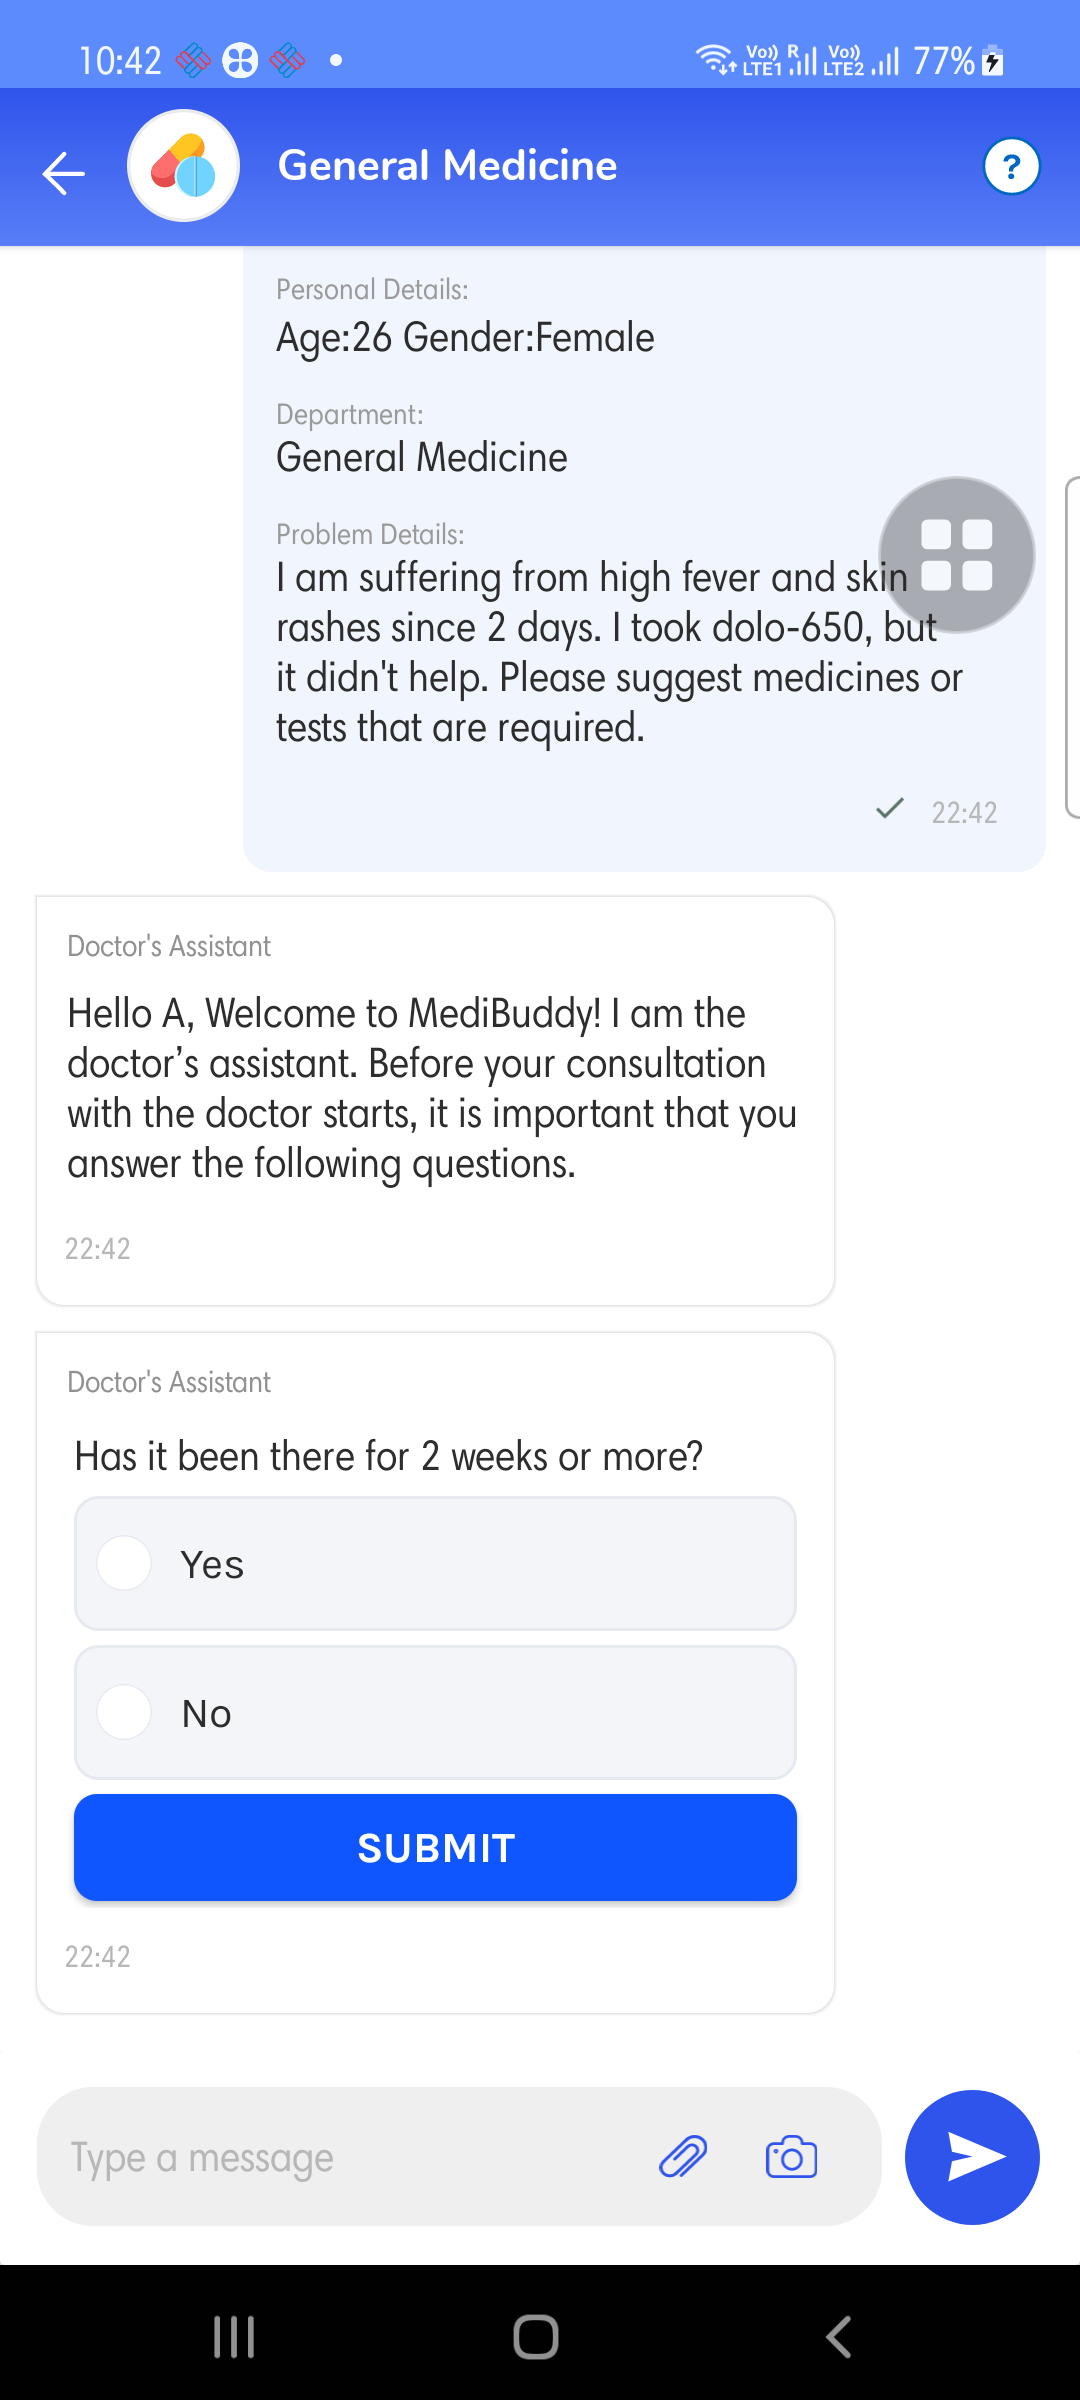 10:42
Vo)) R Vo)) 77%
LTE1 LTE2
General Medicine
?
Personal Details:
Age:26 Gender:Female
Department:
General Medicine
Problem Details:
I am suffering from high fever and skin
rashes since 2 days. I took dolo-650, but
it didn't help. Please suggest medicines or
tests that are required.
22:42
Doctor's Assistant
Hello A, Welcome to MediBuddy! I am the
doctor’s assistant. Before your consultation
with the doctor starts, it is important that you
answer the following questions.
22:42
Doctor's Assistant
Has it been there for 2 weeks or more?
Yes
No
SUBMIT
22:42
Type a message